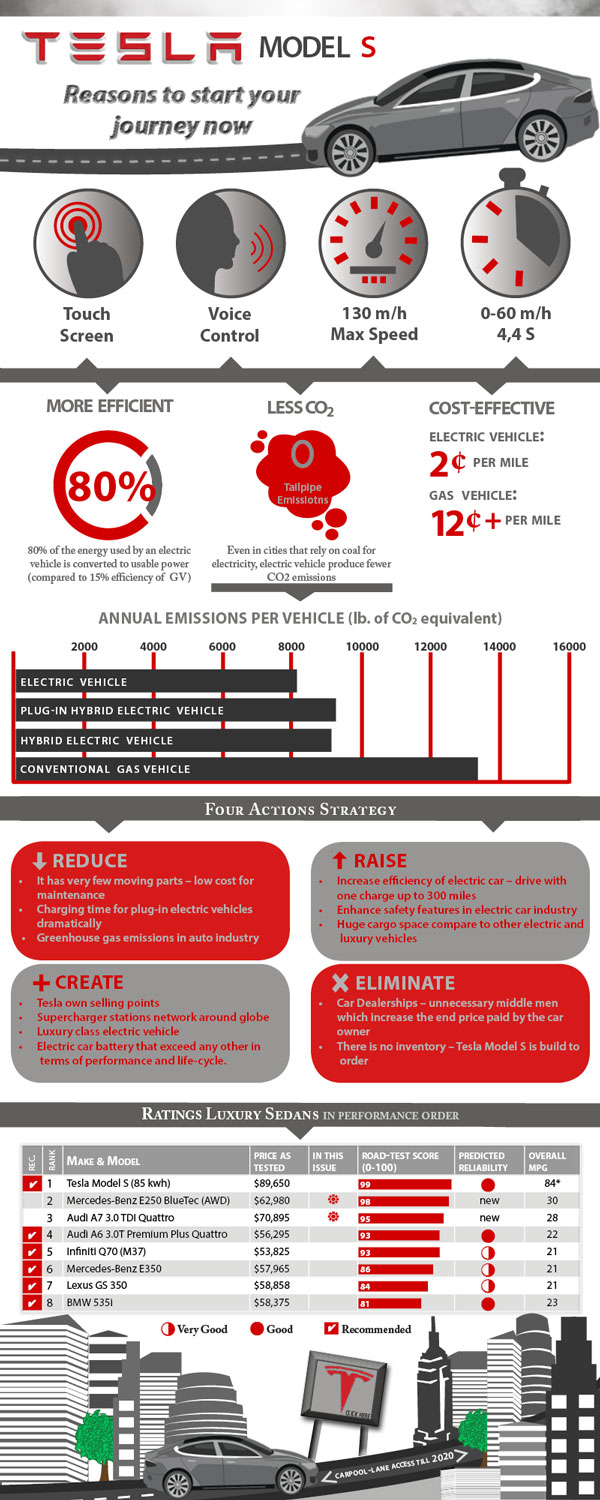 TESLA MODEL S
Reasons to start your
journey now
Touch
Screen
Voice
Control
130 m/h
Max Speed
0-60 m/h
4,4 S
MORE EFFICIENT
80%
80% of the energy used by an electric
vehicle is converted to usable power
(compared to 15% efficiency of GV)
LESS CO₂
0
Tailpipe
Emissiotns
Even in cities that rely on coal for
electricity, electric vehicle produce fewer
CO2 emissions
COST-EFFECTIVE
ELECTRIC VEHICLE:
2¢ PER MILE
GAS VEHICLE:
12¢+ PER MILE
ANNUAL EMISSIONS PER VEHICLE (lb. of CO₂ equivalent)
2000 4000 6000 8000 10000 12000 14000 16000
ELECTRIC VEHICLE
PLUG-IN HYBRID ELECTRIC VEHICLE
HYBRID ELECTRIC VEHICLE
CONVENTIONAL GAS VEHICLE
FOUR ACTIONS STRATEGY
REDUCE
• It has very few moving parts – low cost for
maintenance
• Charging time for plug-in electric vehicles
dramatically
• Greenhouse gas emissions in auto industry
RAISE
• Increase efficiency of electric car – drive with
one charge up to 300 miles
• Enhance safety features in electric car industry
• Huge cargo space compare to other electric and
luxury vehicles
CREATE
• Tesla own selling points
• Supercharger stations network around globe
• Luxury class electric vehicle
• Electric car battery that exceed any other in
terms of performance and life-cycle.
ELIMINATE
• Car Dealerships – unnecessary middle men
which increase the end price paid by the car
owner
• There is no inventory – Tesla Model S is build to
order
RATINGS LUXURY SEDANS IN PERFORMANCE ORDER
REC. RANK MAKE & MODEL PRICE AS TESTED IN THIS ISSUE ROAD-TEST SCORE (0-100) PREDICTED RELIABILITY OVERALL MPG
✔ 1 Tesla Model S (85 kwh) $89,650 99 84*
2 Mercedes-Benz E250 BlueTec (AWD) $62,980 98 new 30
3 Audi A7 3.0 TDI Quattro $70,895 95 new 28
✔ 4 Audi A6 3.0T Premium Plus Quattro $56,295 93 22
✔ 5 Infiniti Q70 (M37) $53,825 93 21
✔ 6 Mercedes-Benz E350 $57,965 86 21
✔ 7 Lexus GS 350 $58,858 84 21
✔ 8 BMW 535i $58,375 81 23
Very Good Good ✔ Recommended
CLICK HERE
CARPOOL-LANE ACCESS TILL 2020